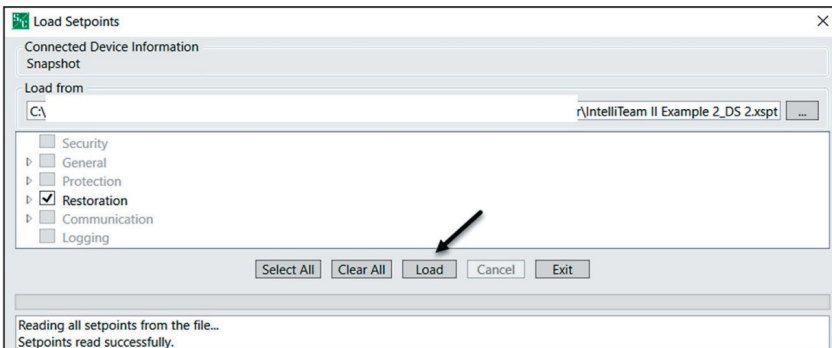 Load Setpoints
Connected Device Information
Snapshot
Load from
C:\ r\IntelliTeam II Example 2_DS 2.xspt ...
Security
General
Protection
Restoration
Communication
Logging
Select All Clear All Load Cancel Exit
Reading all setpoints from the file...
Setpoints read successfully.